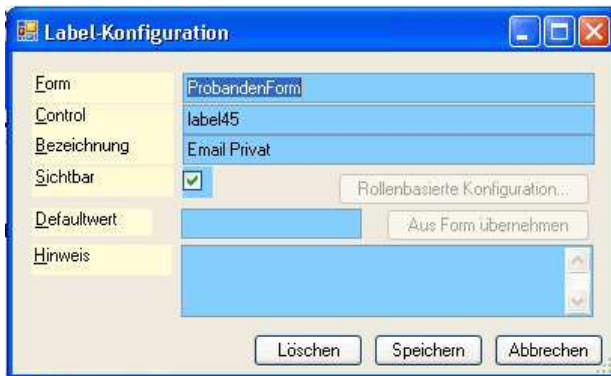 Label-Konfiguration
Form ProbandenForm
Control label45
Bezeichnung Email Privat
Sichtbar Rollenbasierte Konfiguration...
Defaultwert Aus Form übernehmen
Hinweis
Löschen Speichern Abbrechen